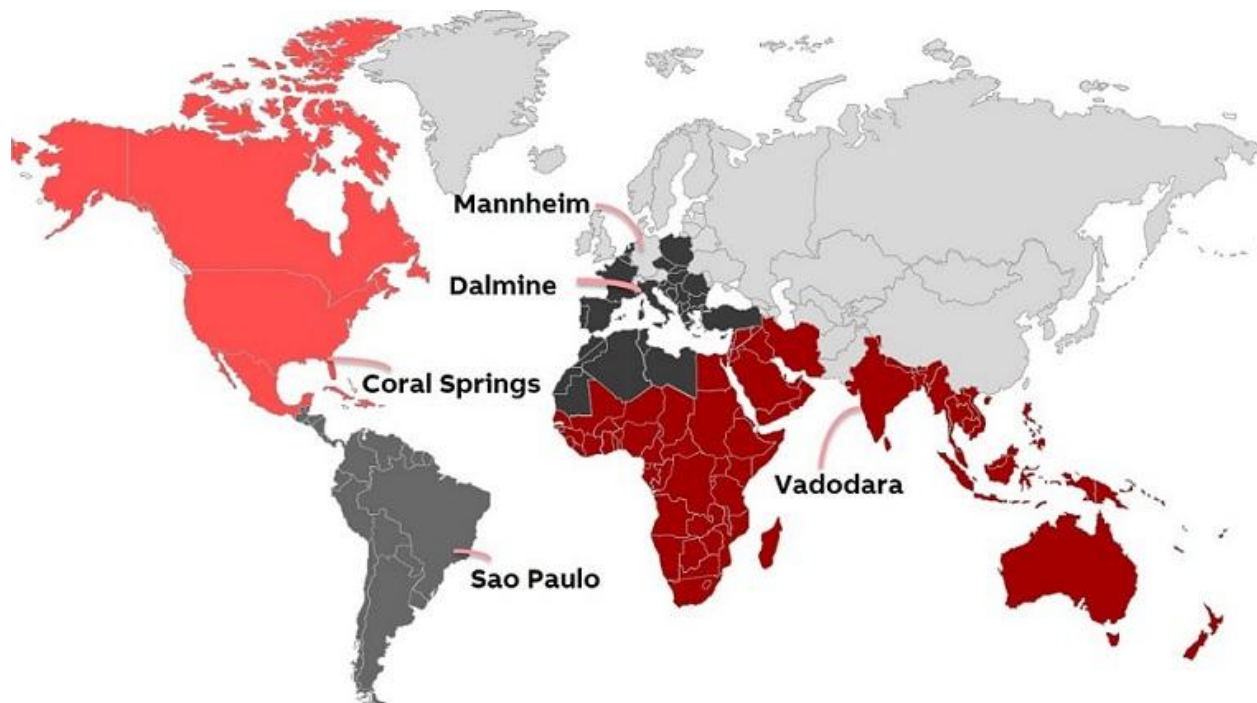 Mannheim
Dalmine
Coral Springs
Vadodara
Sao Paulo